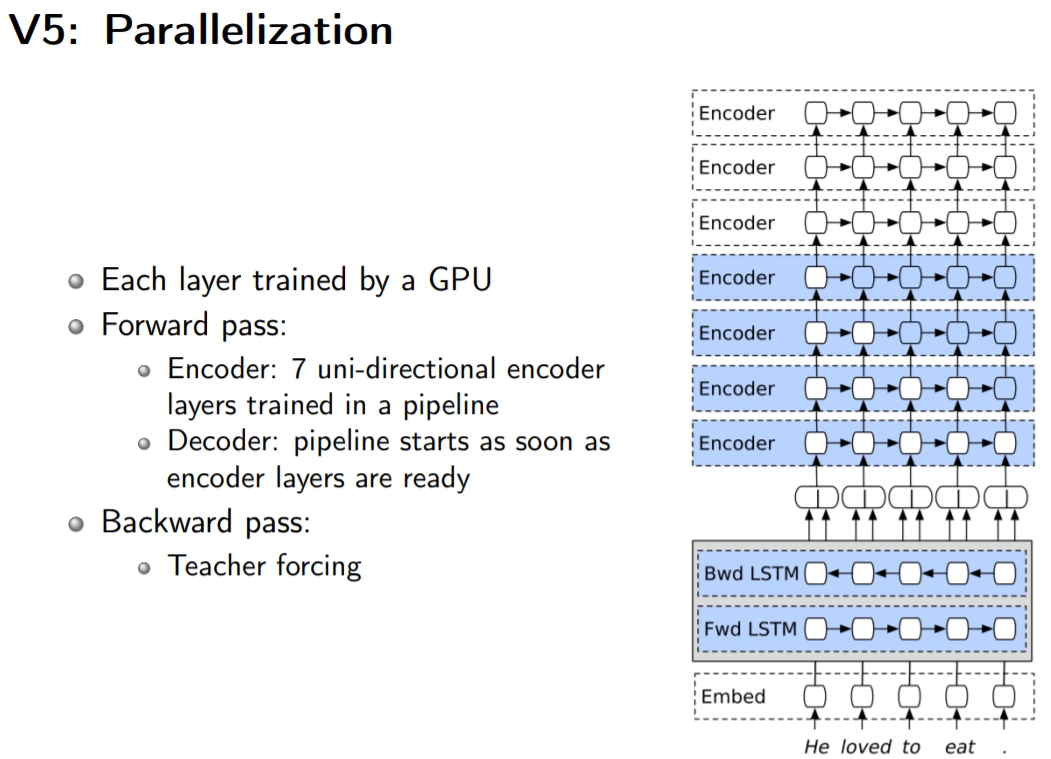 V5: Parallelization
Each layer trained by a GPU
Forward pass:
Encoder: 7 uni-directional encoder
layers trained in a pipeline
Decoder: pipeline starts as soon as
encoder layers are ready
Backward pass:
Teacher forcing
Encoder
Encoder
Encoder
Encoder
Encoder
Encoder
Encoder
Bwd LSTM
Fwd LSTM
Embed
He loved to eat .